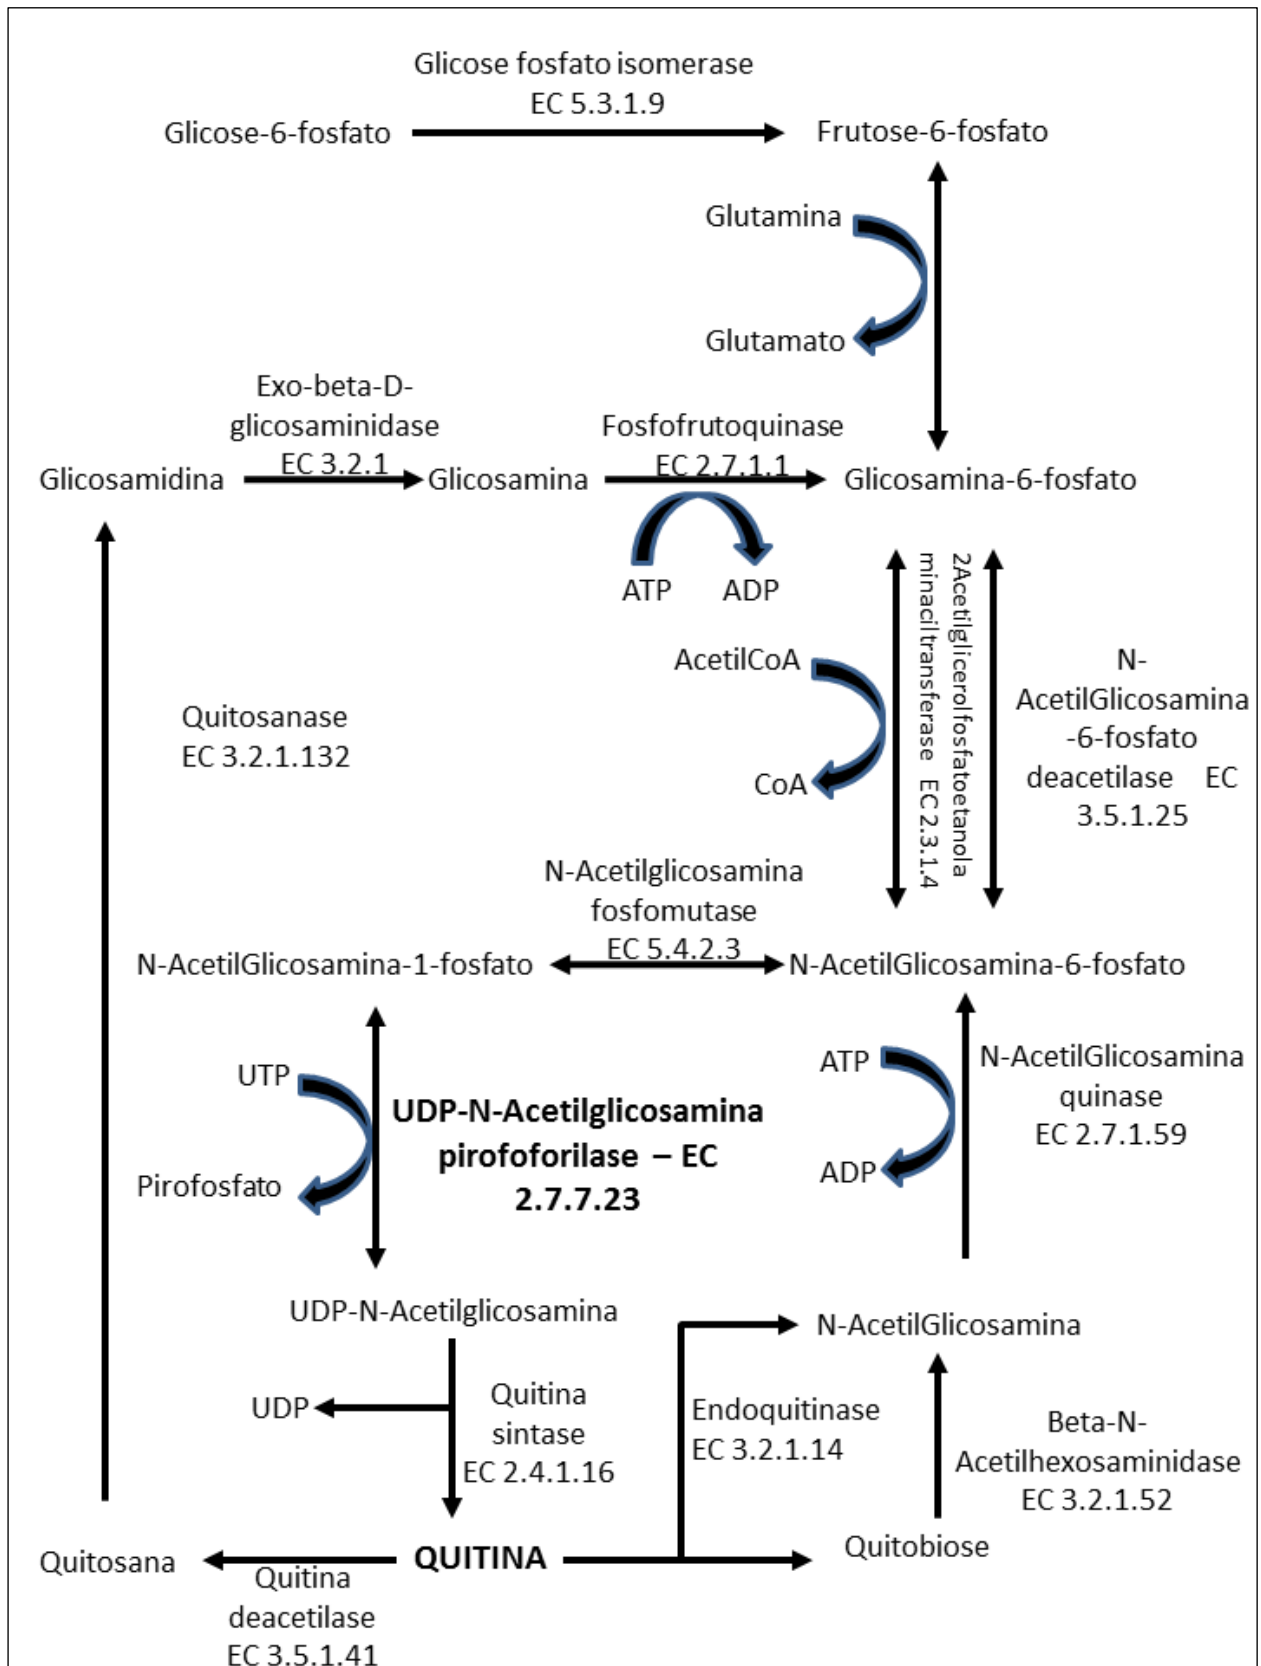 Glicose fosfato isomerase
EC 5.3.1.9
Glicose-6-fosfato
Frutose-6-fosfato
Glutamina
Glutamato
Exo-beta-D-
glicosaminidase
EC 3.2.1
Fosfofrutoquinase
EC 2.7.1.1
Glicosamidina
Glicosamina
Glicosamina-6-fosfato
ATP
ADP
2Acetilglicerolfosfatoetanola
minaciltransferase EC 2.3.1.4
AcetilCoA
CoA
N-
AcetilGlicosamina
-6-fosfato
deacetilase EC
3.5.1.25
Quitosanase
EC 3.2.1.132
N-Acetilglicosamina
fosfomutase
EC 5.4.2.3
N-AcetilGlicosamina-1-fosfato
N-AcetilGlicosamina-6-fosfato
UTP
Pirofosfato
UDP-N-Acetilglicosamina
pirofoforilase – EC
2.7.7.23
ATP
ADP
N-AcetilGlicosamina
quinase
EC 2.7.1.59
UDP-N-Acetilglicosamina
N-AcetilGlicosamina
UDP
Quitina
sintase
EC 2.4.1.16
Endoquitinase
EC 3.2.1.14
Beta-N-
Acetilhexosaminidase
EC 3.2.1.52
Quitosana
QUITINA
Quitobiose
Quitina
deacetilase
EC 3.5.1.41